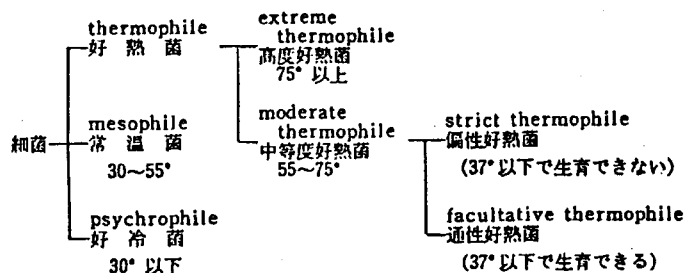 細菌
thermophile
好熱菌
mesophile
常温菌
30〜55°
psychrophile
好冷菌
30° 以下
extreme
thermophile
高度好熱菌
75° 以上
moderate
thermophile
中等度好熱菌
55〜75°
strict thermophile
偏性好熱菌
(37° 以下で生育できない)
facultative thermophile
通性好熱菌
(37° 以下で生育できる)